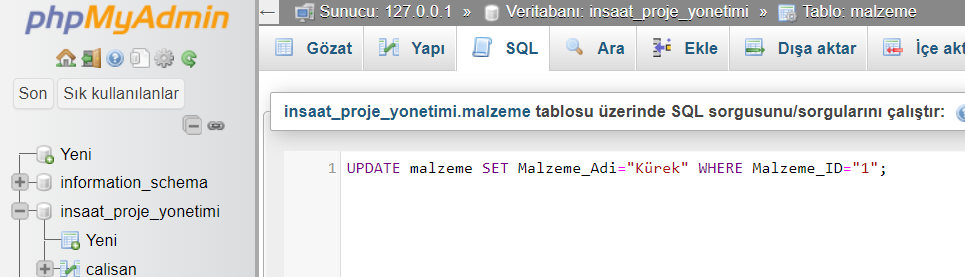 phpMyAdmin
Son Sık kullanılanlar
Yeni
information_schema
insaat_proje_yonetimi
Yeni
calisan
← Sunucu: 127.0.0.1 » Veritabanı: insaat_proje_yonetimi » Tablo: malzeme
Gözat Yapı SQL Ara Ekle Dışa aktar İçe akt
insaat_proje_yonetimi.malzeme tablosu üzerinde SQL sorgusunu/sorgularını çalıştır:
1 UPDATE malzeme SET Malzeme_Adi="Kürek" WHERE Malzeme_ID="1";